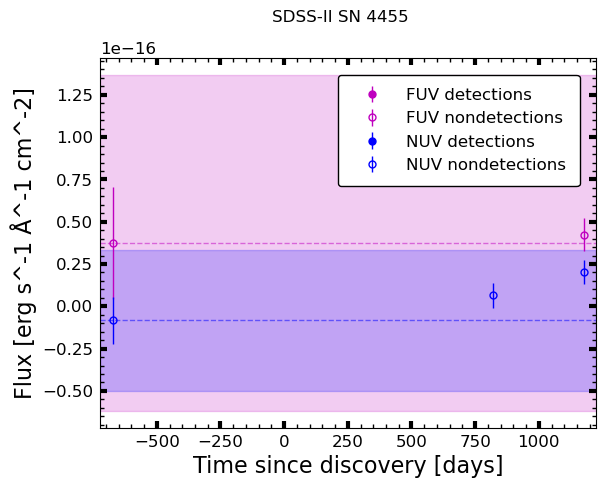 SDSS-II SN 4455
1e−16
FUV detections
FUV nondetections
NUV detections
NUV nondetections
1.25
1.00
0.75
0.50
0.25
0.00
−0.25
−0.50
Flux [erg s^-1 Å^-1 cm^-2]
−500 −250 0 250 500 750 1000
Time since discovery [days]